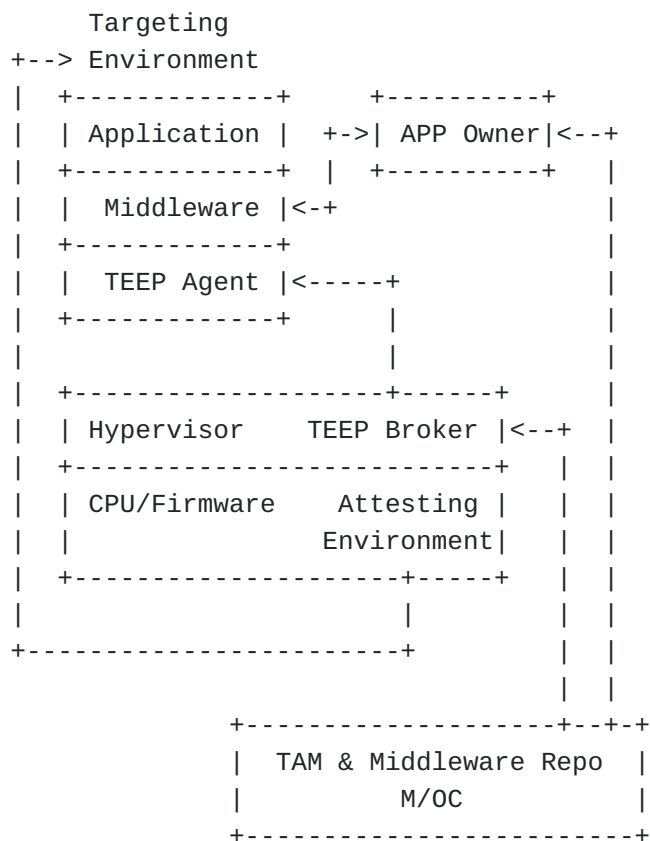 Targeting
Environment
Application APP Owner
Middleware
TEEP Agent
Hypervisor TEEP Broker
CPU/Firmware Attesting
Environment
TAM & Middleware Repo
M/OC